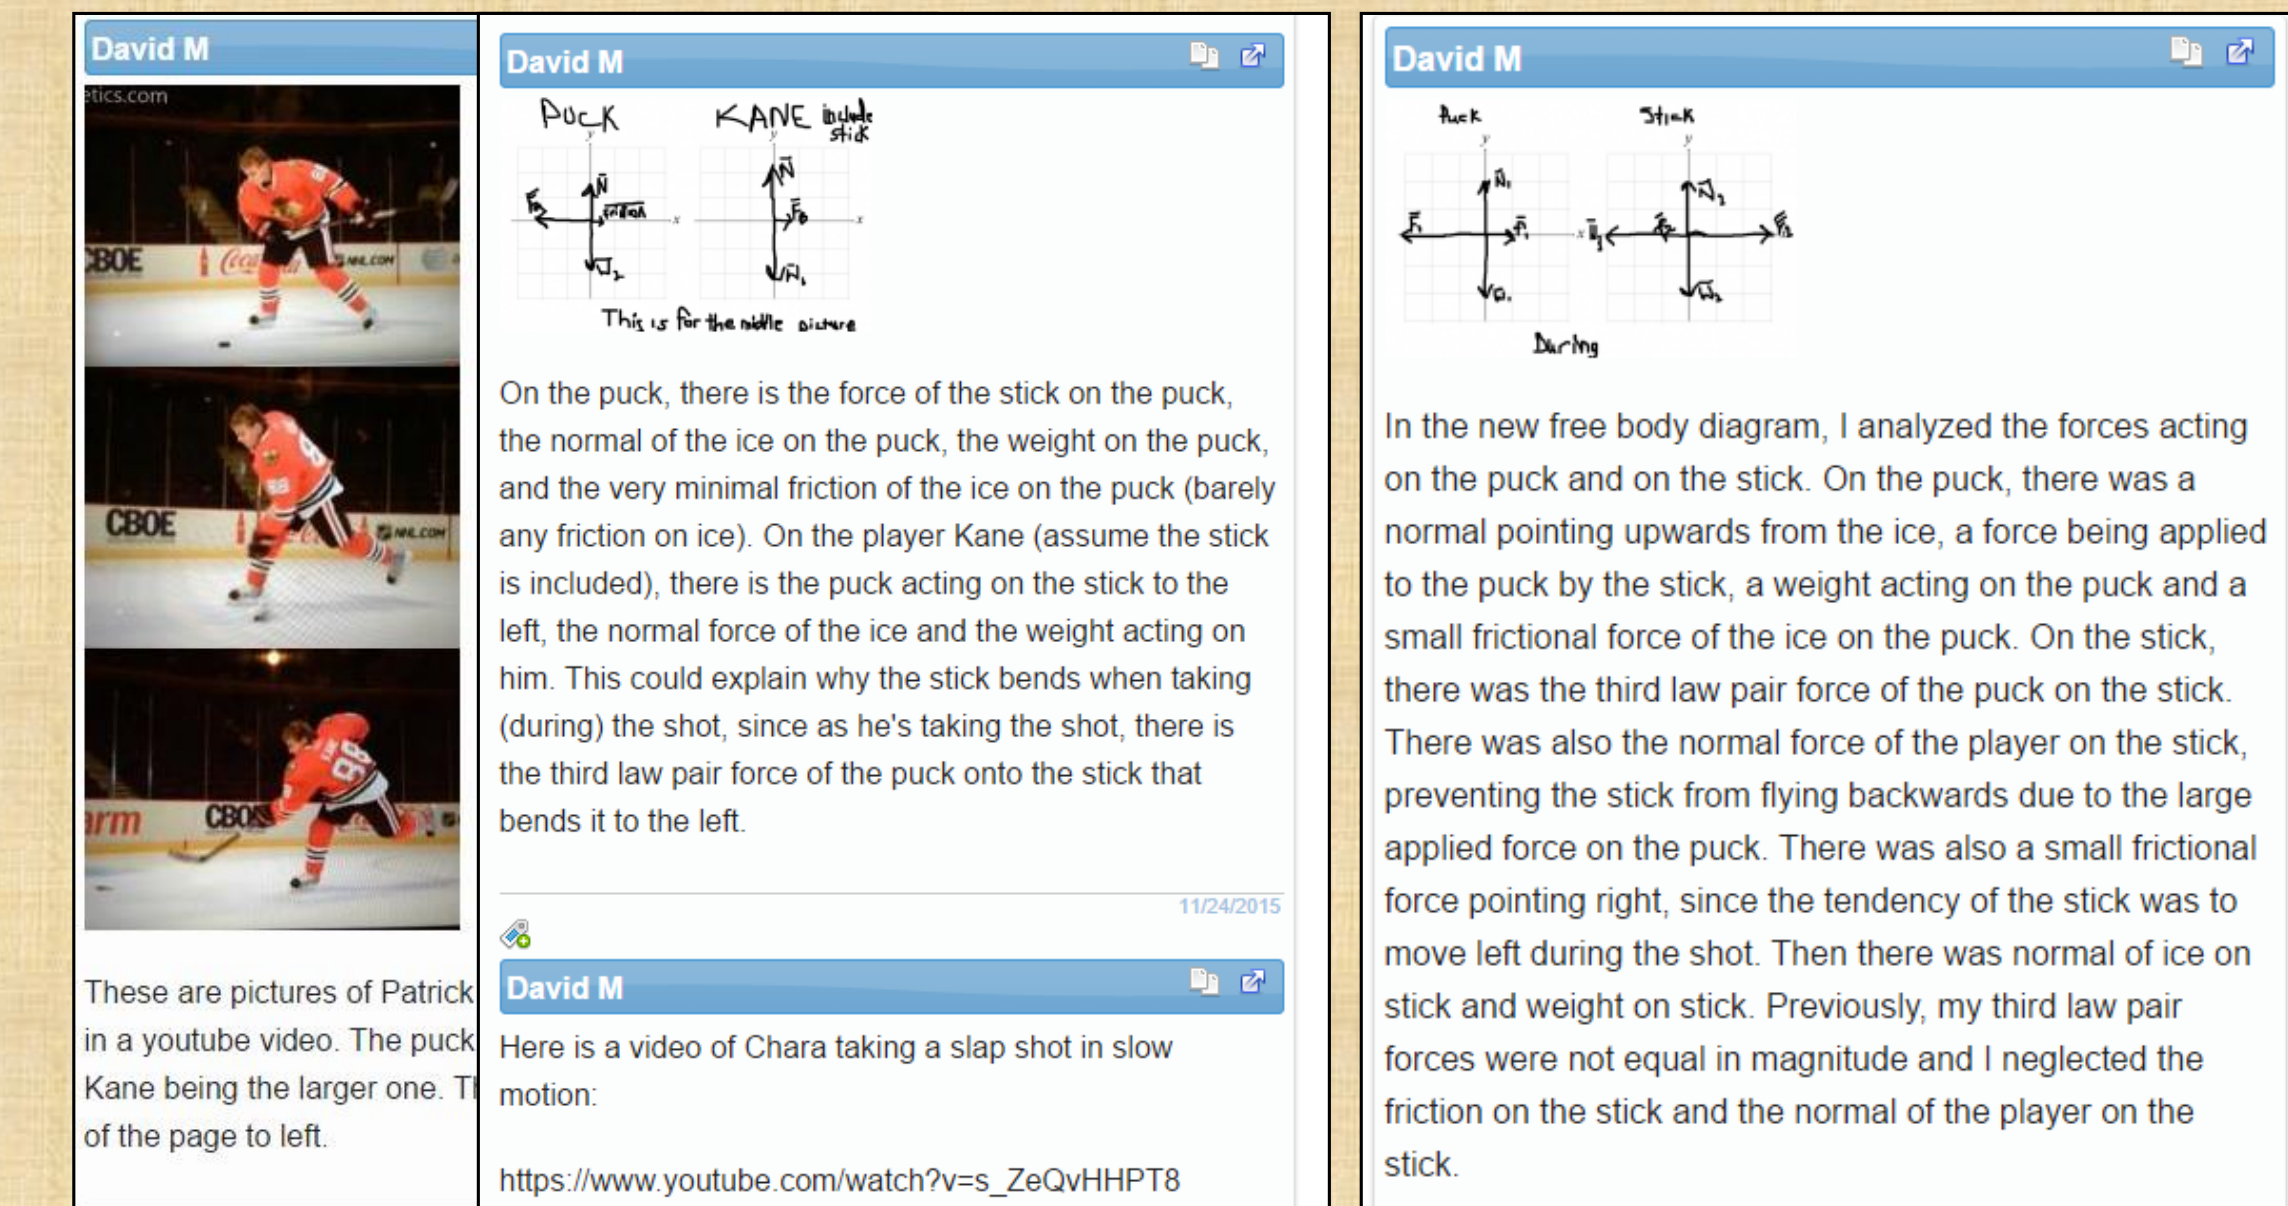 David M
etics.com
CBOE
Coca
NHL.COM
CBOE
NHL.COM
arm
CBO
These are pictures of Patrick
in a youtube video. The puck
Kane being the larger one.
of the page to left.
David M
PUCK
KANE include
stick
y
y
N
N
friction
x
x
This is for the middle picture
On the puck, there is the force of the stick on the puck,
the normal of the ice on the puck, the weight on the puck,
and the very minimal friction of the ice on the puck (barely
any friction on ice). On the player Kane (assume the stick
is included), there is the puck acting on the stick to the
left, the normal force of the ice and the weight acting on
him. This could explain why the stick bends when taking
(during) the shot, since as he's taking the shot, there is
the third law pair force of the puck onto the stick that
bends it to the left.
11/24/2015
David M
Here is a video of Chara taking a slap shot in slow
motion:
https://www.youtube.com/watch?v=s_ZeQvHHPT8
David M
Puck
Stick
y
y
N₁
N₂
F₁
x
During
In the new free body diagram, I analyzed the forces acting
on the puck and on the stick. On the puck, there was a
normal pointing upwards from the ice, a force being applied
to the puck by the stick, a weight acting on the puck and a
small frictional force of the ice on the puck. On the stick,
there was the third law pair force of the puck on the stick.
There was also the normal force of the player on the stick,
preventing the stick from flying backwards due to the large
applied force on the puck. There was also a small frictional
force pointing right, since the tendency of the stick was to
move left during the shot. Then there was normal of ice on
stick and weight on stick. Previously, my third law pair
forces were not equal in magnitude and I neglected the
friction on the stick and the normal of the player on the
stick.